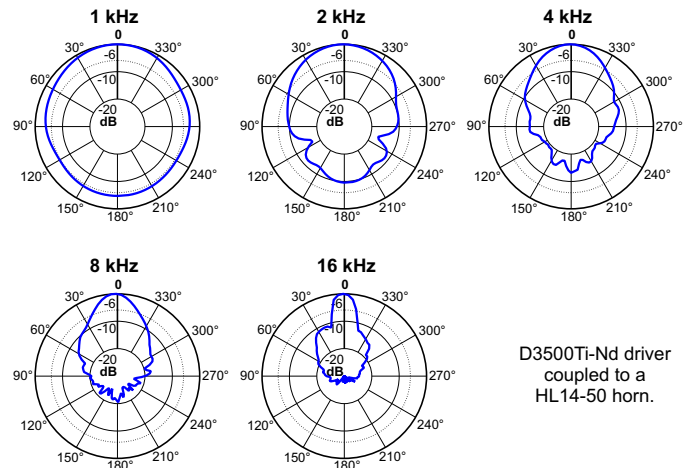 1 kHz 2 kHz 4 kHz
0 0 0
30° 330° 30° 330° 30° 330°
-6 -6 -6
60° -10 300° 60° -10 300° 60° -10 300°
-20 -20 -20
dB dB dB
90° 90° 270° 90° 270°
120° 240° 120° 240° 120° 240°
150° 210° 150° 210° 150° 210°
180° 180° 180°
8 kHz 16 kHz
0 0
30° 330° 30° 330°
-6 -6
60° -10 300° 60° -10 300°
-20 -20
dB dB
90° 270° 90° 270°
120° 240° 120° 240°
150° 210° 150° 210°
180° 180°
D3500Ti-Nd driver
coupled to a
HL14-50 horn.